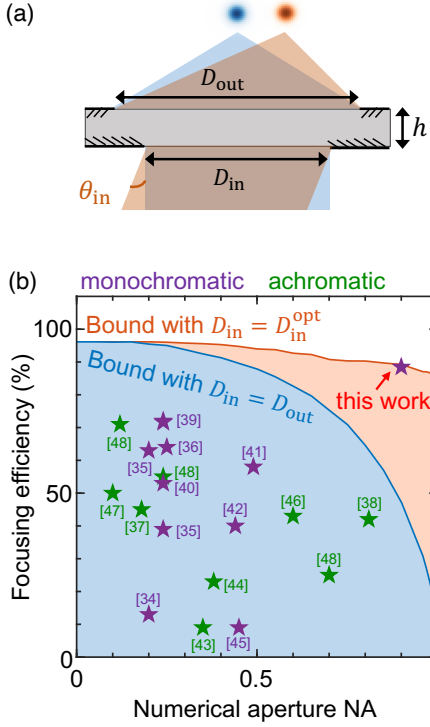 (a)
D_out
h
θ_in
D_in
(b)
monochromatic achromatic
100
50
0
Focusing efficiency (%)
Bound with D_in = D_in^opt
Bound with D_in = D_out
this work
[39]
[48]
[36]
[35]
[41]
[48]
[40]
[47]
[37]
[46]
[38]
[42]
[35]
[48]
[44]
[34]
[43]
[45]
0 0.5
Numerical aperture NA